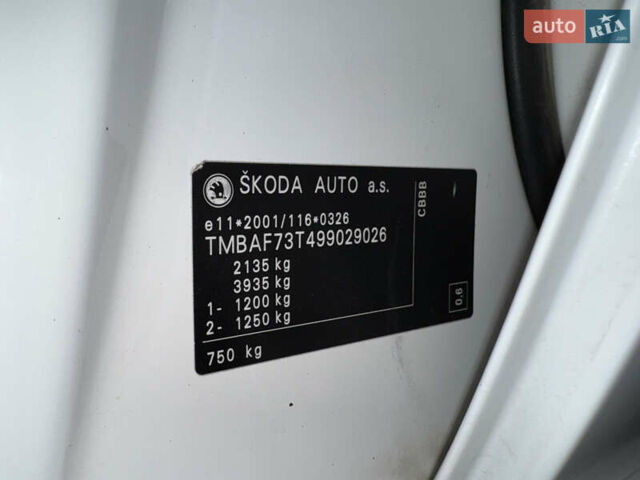 auto RIA.com
ŠKODA AUTO a.s.
e11*2001/116*0326
TMBAF73T499029026
2135 kg
3935 kg
1- 1200 kg
2- 1250 kg
750 kg
CBBB
0.6